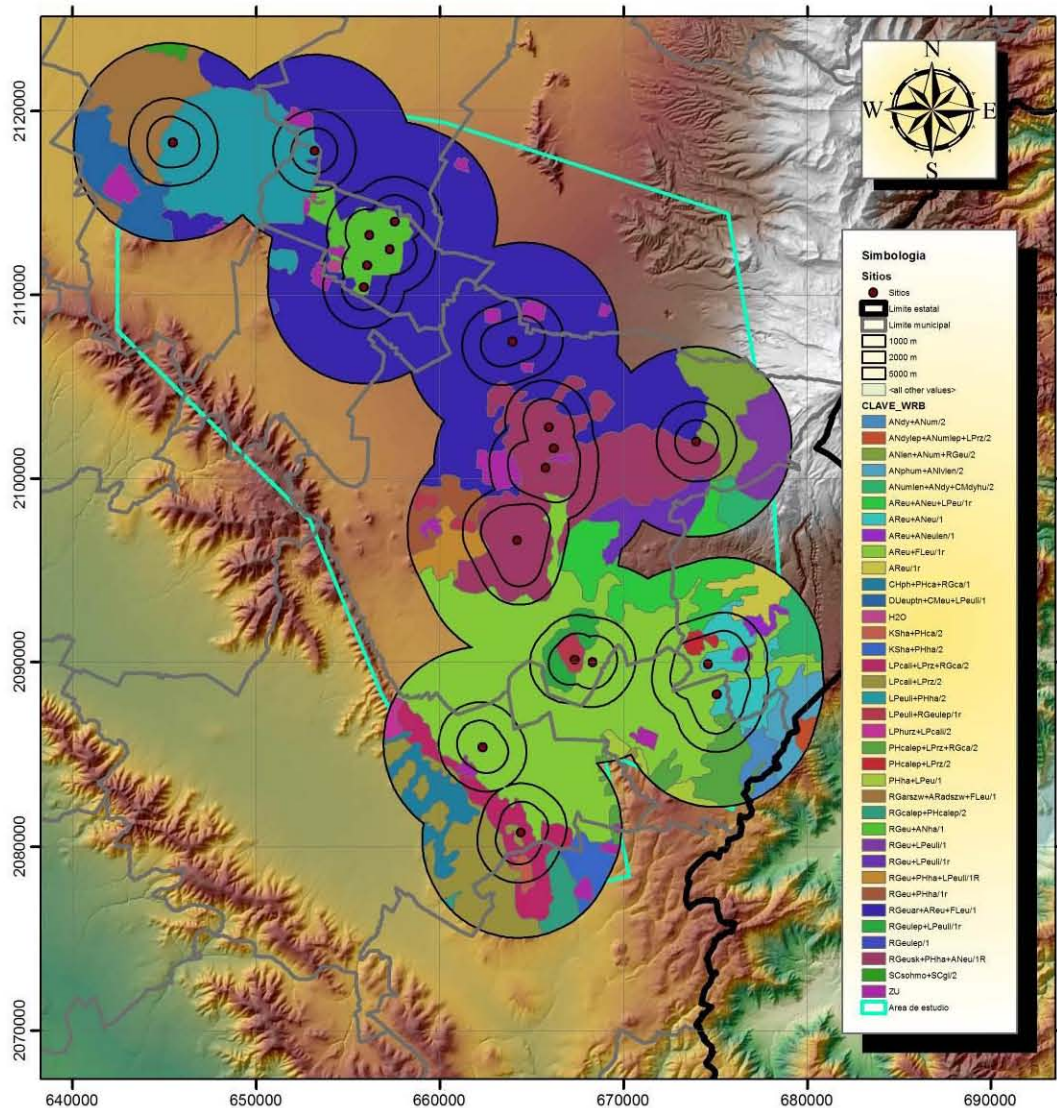 N
W E
S
2120000
2110000
2100000
2090000
2080000
2070000
640000 650000 660000 670000 680000 690000
Simbologia
Sitios
Sitios
Limite estatal
Limite municipal
1000 m
2000 m
5000 m
<all other values>
CLAVE_WRB
ANdy+ANum/2
ANdylep+ANumlep+LPrz/2
ANlen+ANum+RGeu/2
ANphum+ANlvlen/2
ANumlen+ANdy+CMdyhu/2
AReu+ANeu+LPeu/1r
AReu+ANeu/1
AReu+ANeulen/1
AReu+FLeu/1r
AReu/1r
CHph+PHca+RGca/1
DUeuptn+CMeu+LPeuli/1
H2O
KSha+PHca/2
KSha+PHha/2
LPcali+LPrz+RGca/2
LPcali+LPrz/2
LPeuli+PHha/2
LPeuli+RGeulep/1r
LPhurz+LPcali/2
PHcalep+LPrz+RGca/2
PHcalep+LPrz/2
PHha+LPeu/1
RGarszw+ARadszw+FLeu/1
RGcalep+PHcalep/2
RGeu+ANha/1
RGeu+LPeuli/1
RGeu+LPeuli/1r
RGeu+PHha+LPeuli/1R
RGeu+PHha/1r
RGeuar+AReu+FLeu/1
RGeulep+LPeuli/1r
RGeulep/1
RGeusk+PHha+ANeu/1R
SCsohmo+SCgl/2
ZU
Area de estudio